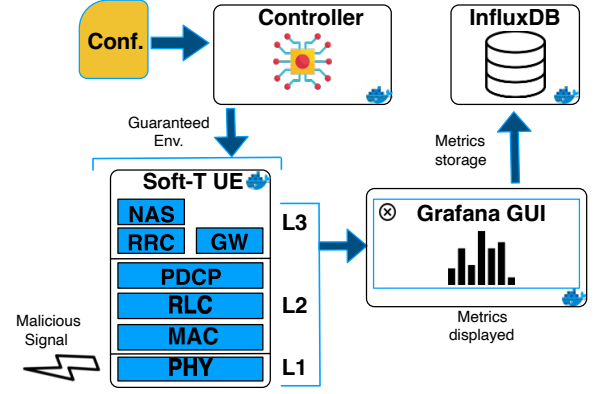 Conf.
Controller
InfluxDB
Guaranteed
Env.
Metrics
storage
Soft-T UE
NAS
RRC
GW
L3
PDCP
RLC
MAC
L2
PHY
L1
Grafana GUI
Metrics
displayed
Malicious
Signal